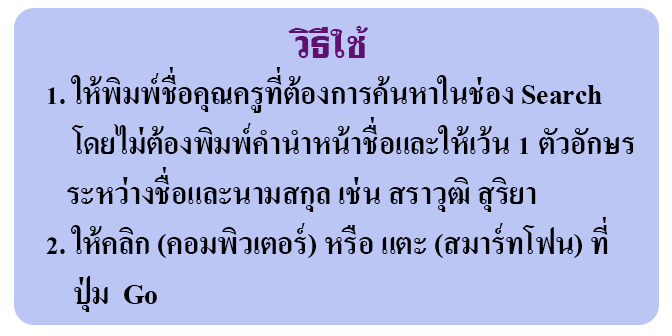 วิธีใช้
1. ให้พิมพ์ชื่อคุณครูที่ต้องการค้นหาในช่อง Search
โดยไม่ต้องพิมพ์คำนำหน้าชื่อและให้เว้น 1 ตัวอักษร
ระหว่างชื่อและนามสกุล เช่น สราวุฒิ สุริยา
2. ให้คลิก (คอมพิวเตอร์) หรือ แตะ (สมาร์ทโฟน) ที่
ปุ่ม Go